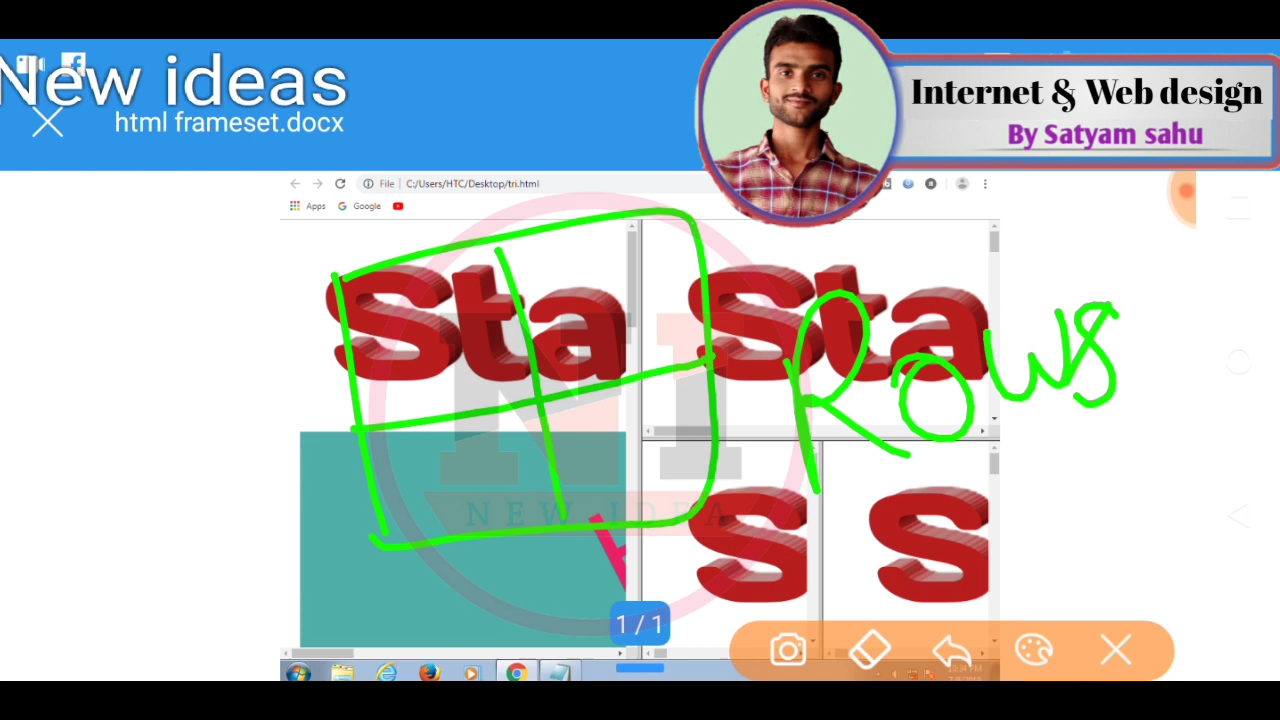 New ideas
html frameset.docx
Internet & Web design
By Satyam sahu
File C:/Users/HTC/Desktop/tri.html
Apps Google
Sta Sta
Rows
NI
NEW IDEA
S S
1 / 1